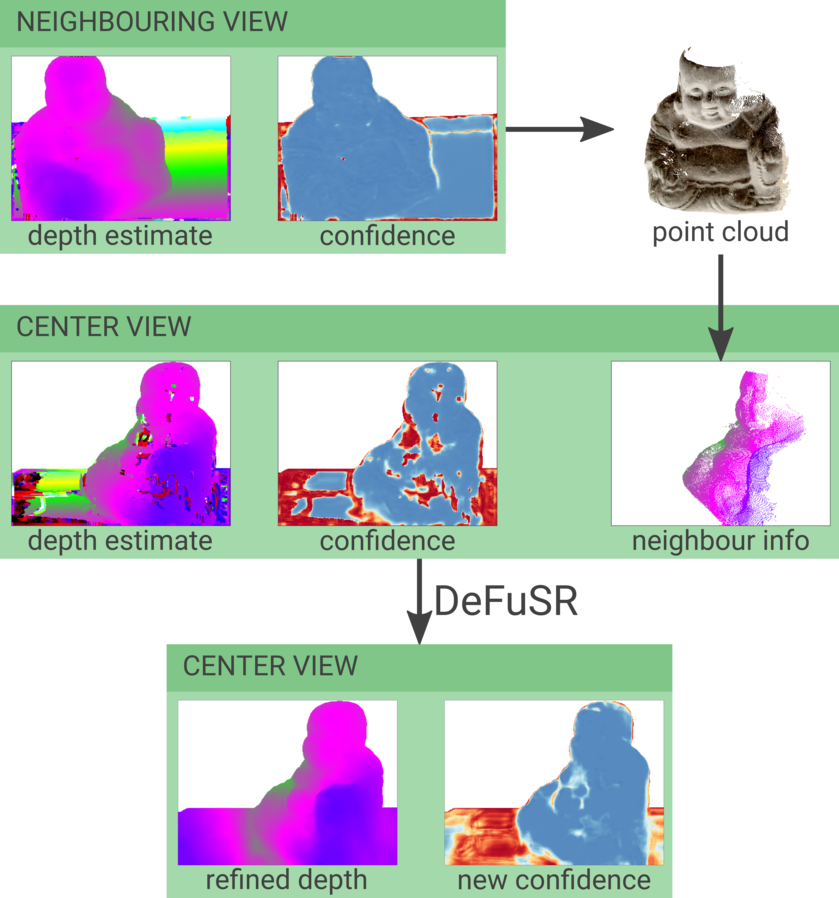 NEIGHBOURING VIEW
depth estimate
confidence
point cloud
CENTER VIEW
depth estimate
confidence
neighbour info
DeFuSR
CENTER VIEW
refined depth
new confidence